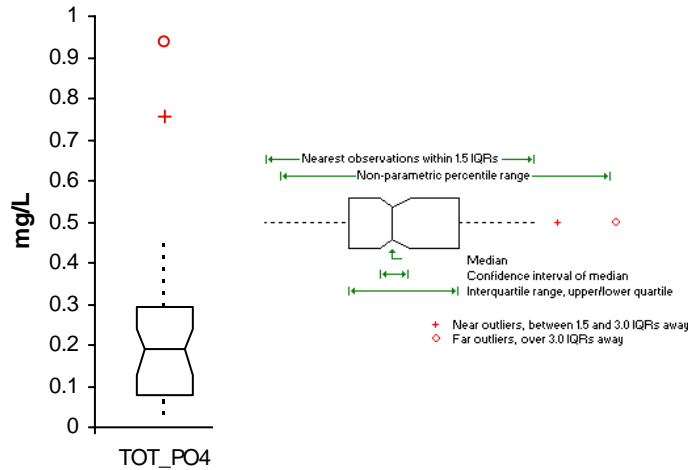 1
0.9
0.8
0.7
0.6
0.5
0.4
0.3
0.2
0.1
0
mg/L
TOT_PO4
Nearest observations within 1.5 IQRs
Non-parametric percentile range
Median
Confidence interval of median
Interquartile range, upper/lower quartile
+ Near outliers, between 1.5 and 3.0 IQRs away
Far outliers, over 3.0 IQRs away